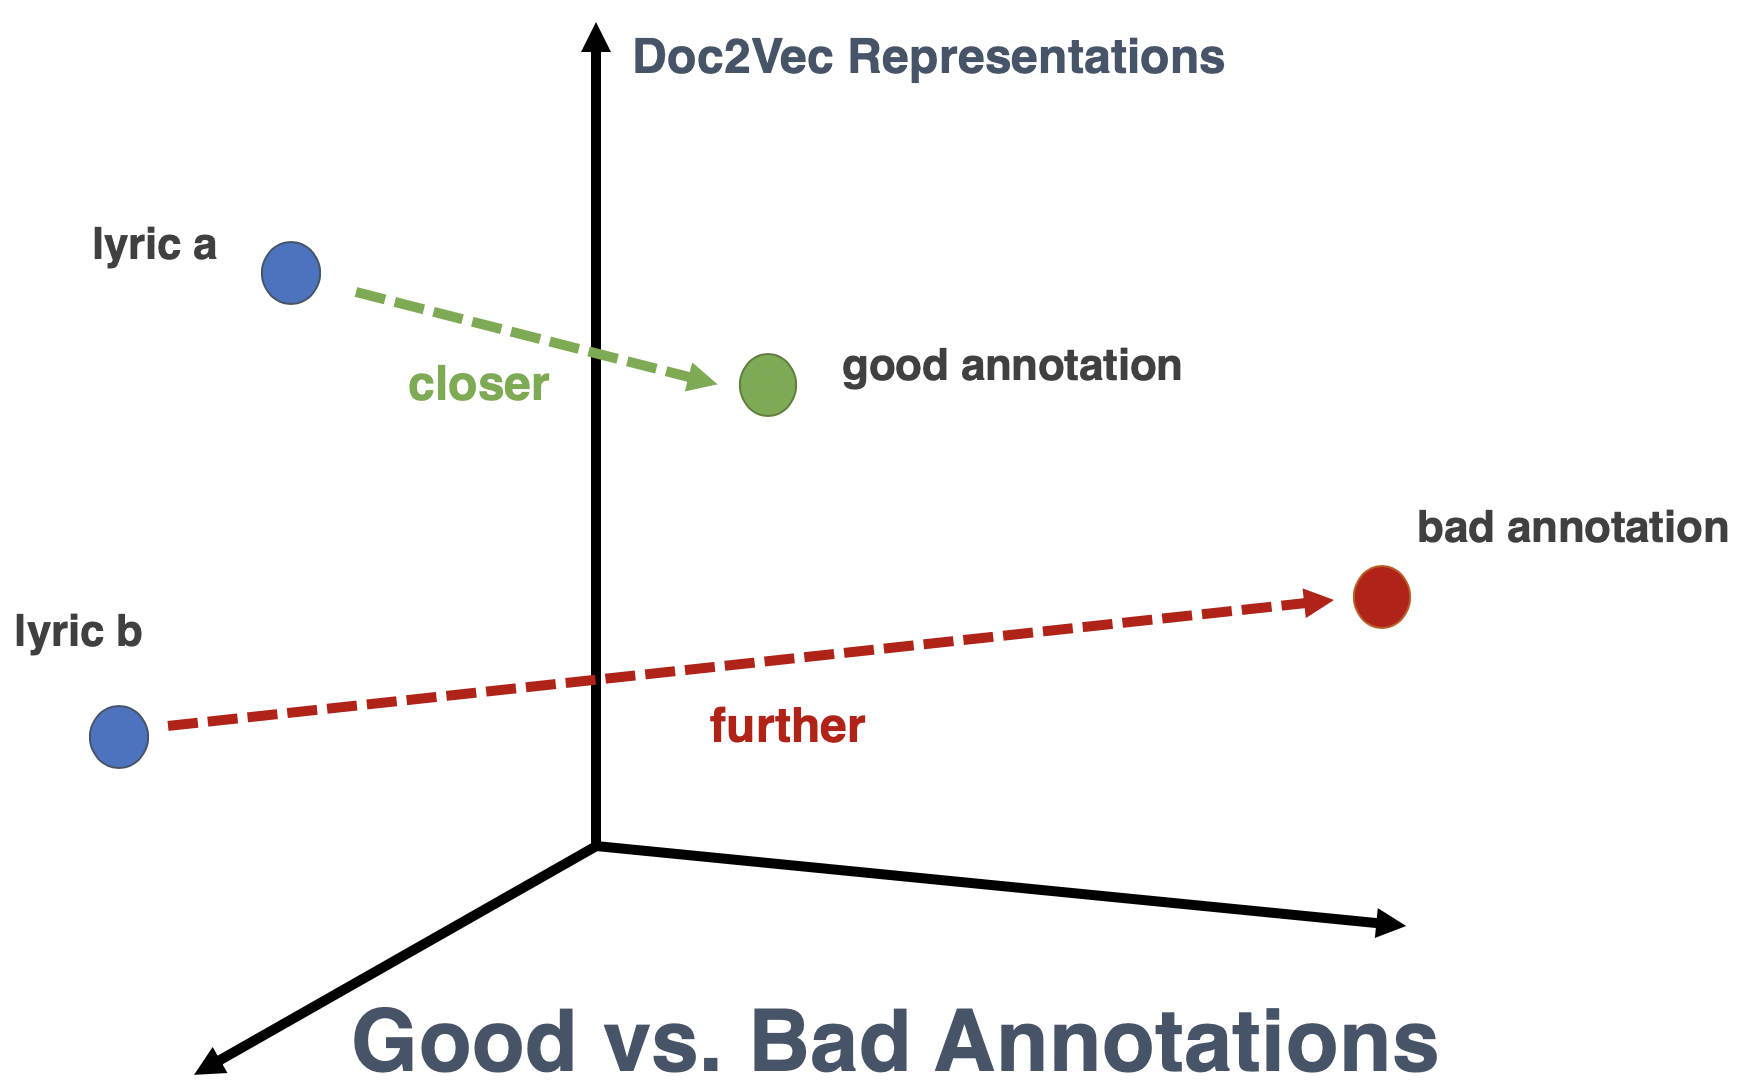 Doc2Vec Representations
lyric a
closer
good annotation
bad annotation
lyric b
further
Good vs. Bad Annotations